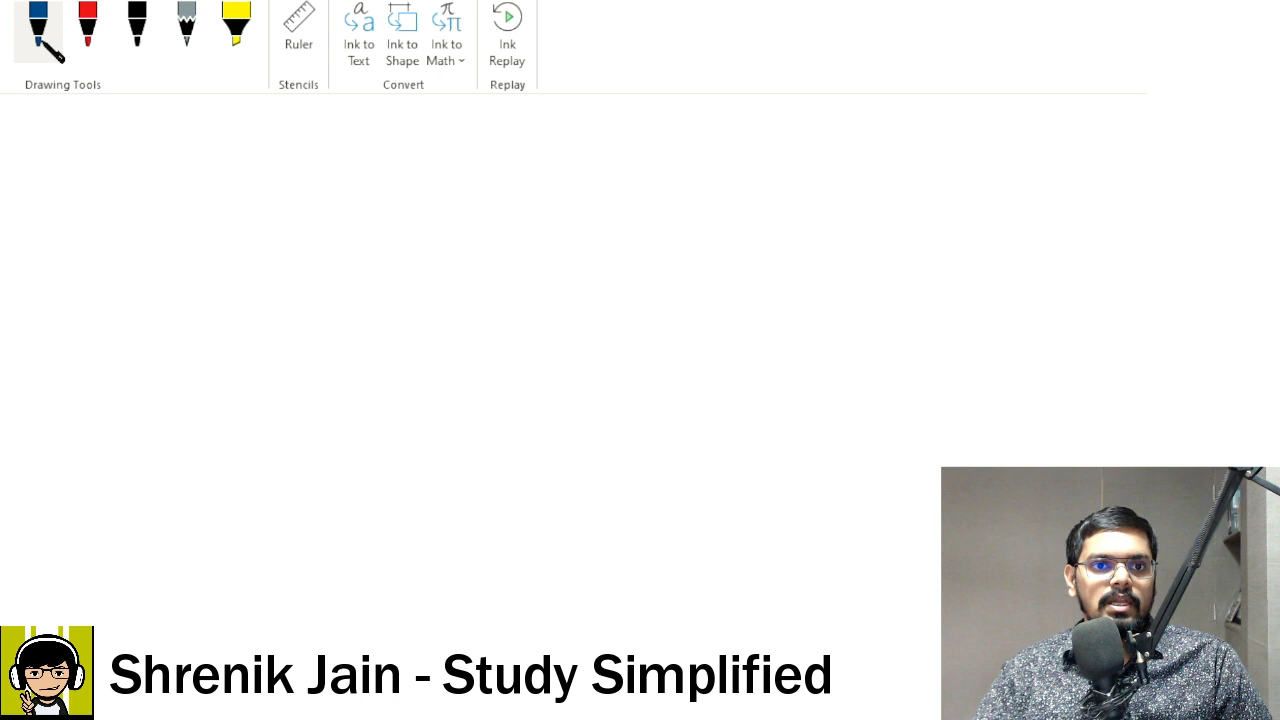 Ruler
Ink to
Text
Ink to
Shape
Ink to
Math
Ink
Replay
Drawing Tools
Stencils
Convert
Replay
Shrenik Jain - Study Simplified